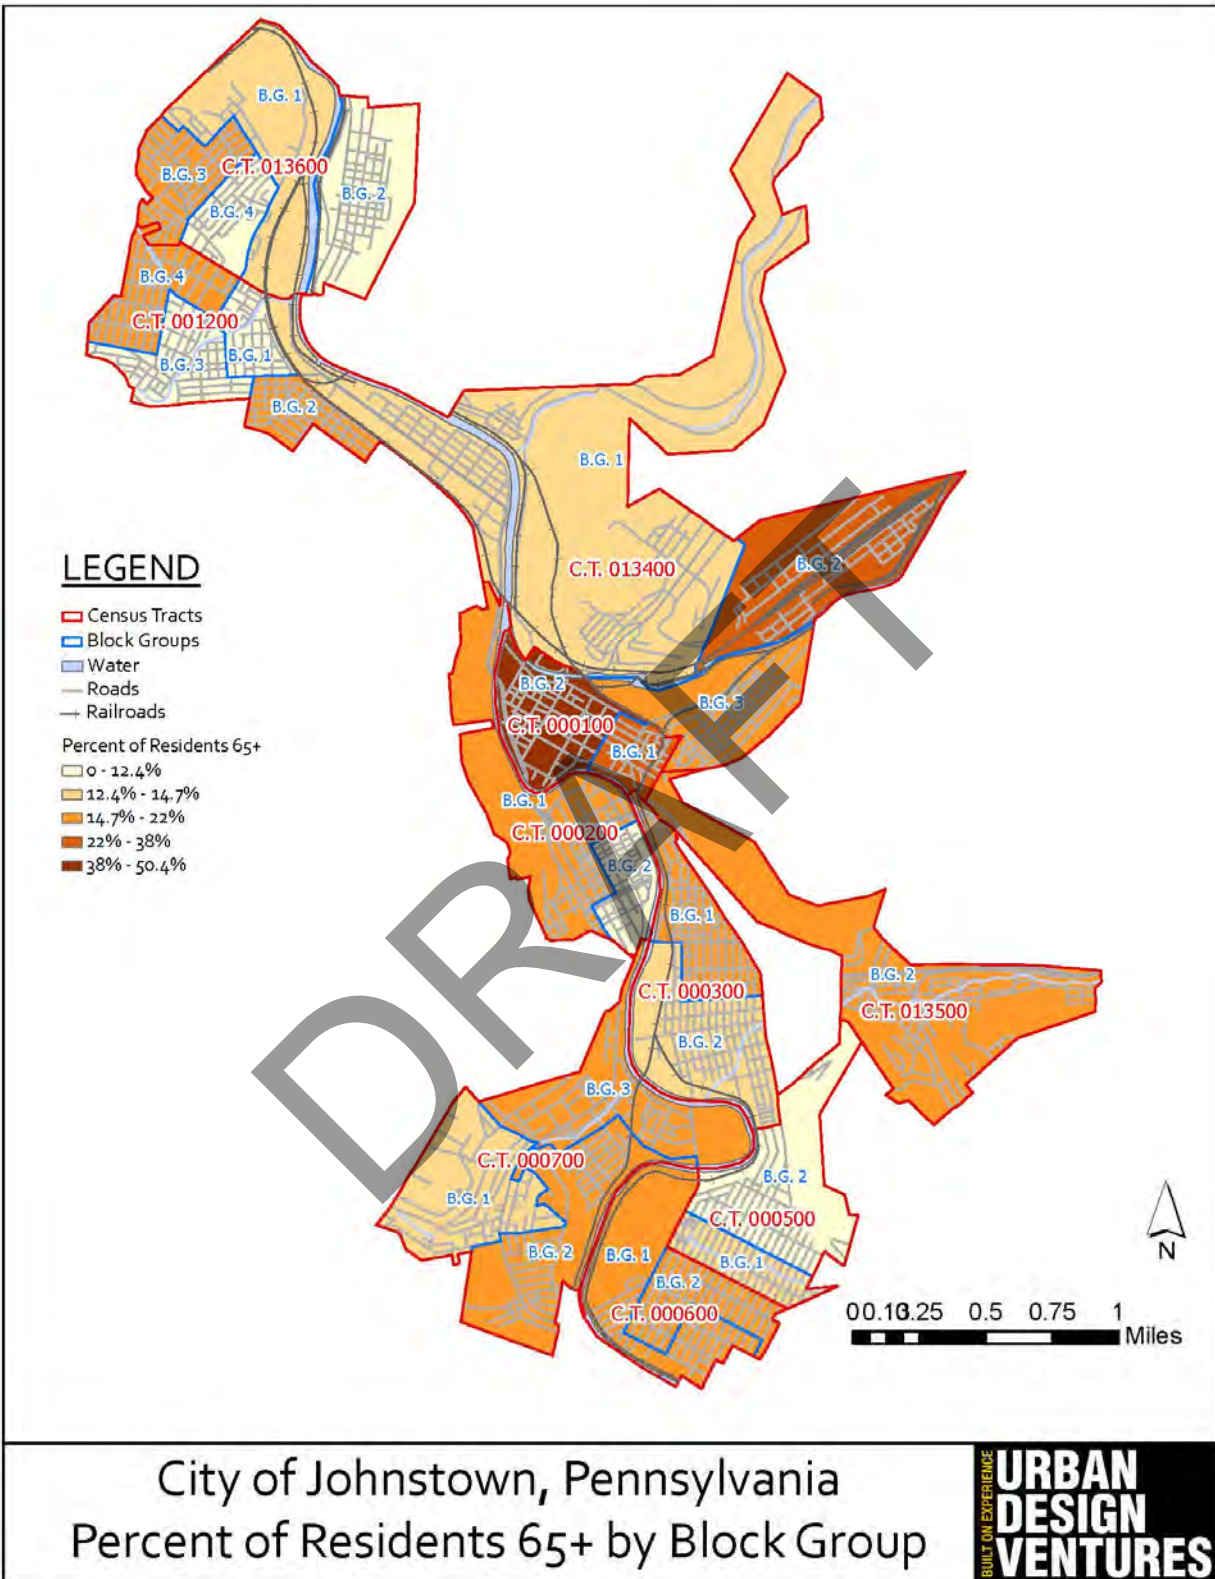 B.G. 1
B.G. 3
C.T. 013600
B.G. 2
B.G. 4
B.G. 4
C.T. 001200
B.G. 3
B.G. 1
B.G. 2
B.G. 1
C.T. 013400
B.G. 2
LEGEND
Census Tracts
Block Groups
Water
Roads
Railroads
Percent of Residents 65+
0 - 12.4%
12.4% - 14.7%
14.7% - 22%
22% - 38%
38% - 50.4%
B.G. 2
B.G. 3
C.T. 000100
B.G. 1
B.G. 1
C.T. 000200
B.G. 2
B.G. 1
B.G. 2
C.T. 000300
C.T. 013500
B.G. 2
B.G. 3
C.T. 000700
B.G. 1
B.G. 2
B.G. 2
C.T. 000500
B.G. 1
B.G. 1
B.G. 2
C.T. 000600
DRAFT
N
00.130.25 0.5 0.75 1
Miles
City of Johnstown, Pennsylvania
Percent of Residents 65+ by Block Group
BUILT ON EXPERIENCE
URBAN
DESIGN
VENTURES